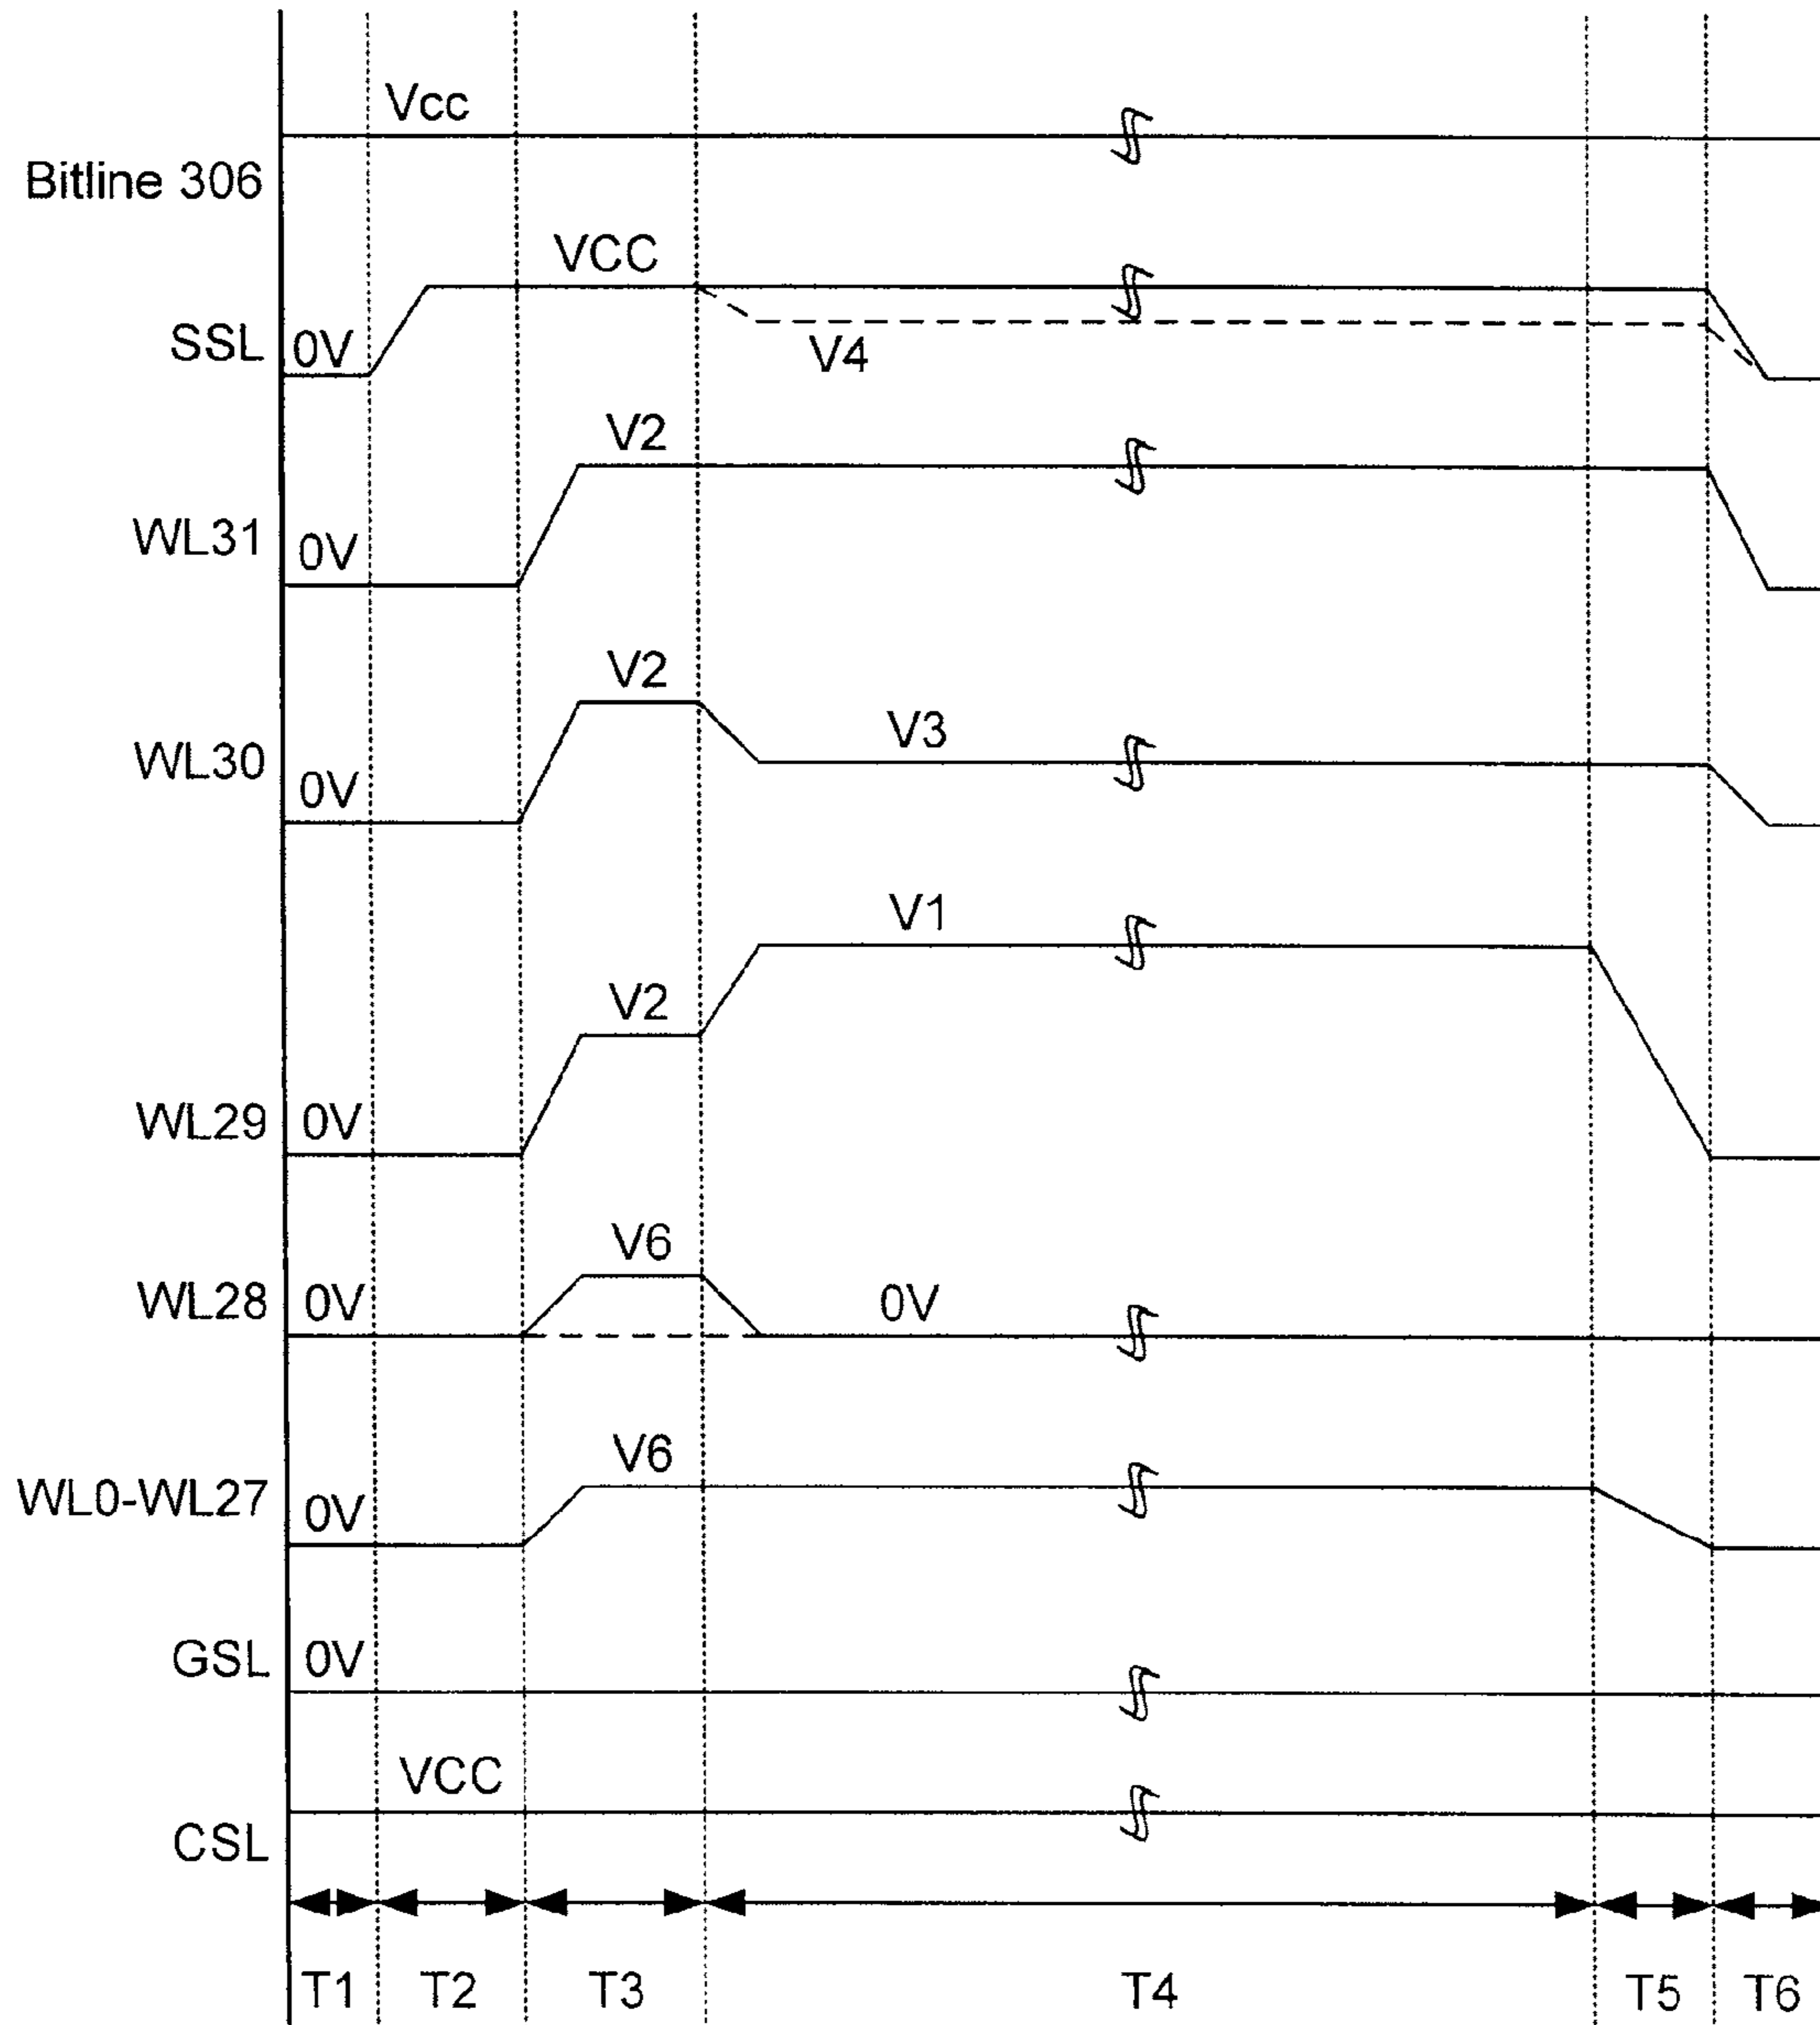 Vcc
Bitline 306
VCC
SSL 0V
V4
V2
WL31 0V
V2
V3
WL30 0V
V1
V2
WL29 0V
V6
WL28 0V 0V
V6
WL0-WL27 0V
GSL 0V
VCC
CSL
T1 T2 T3 T4 T5 T6